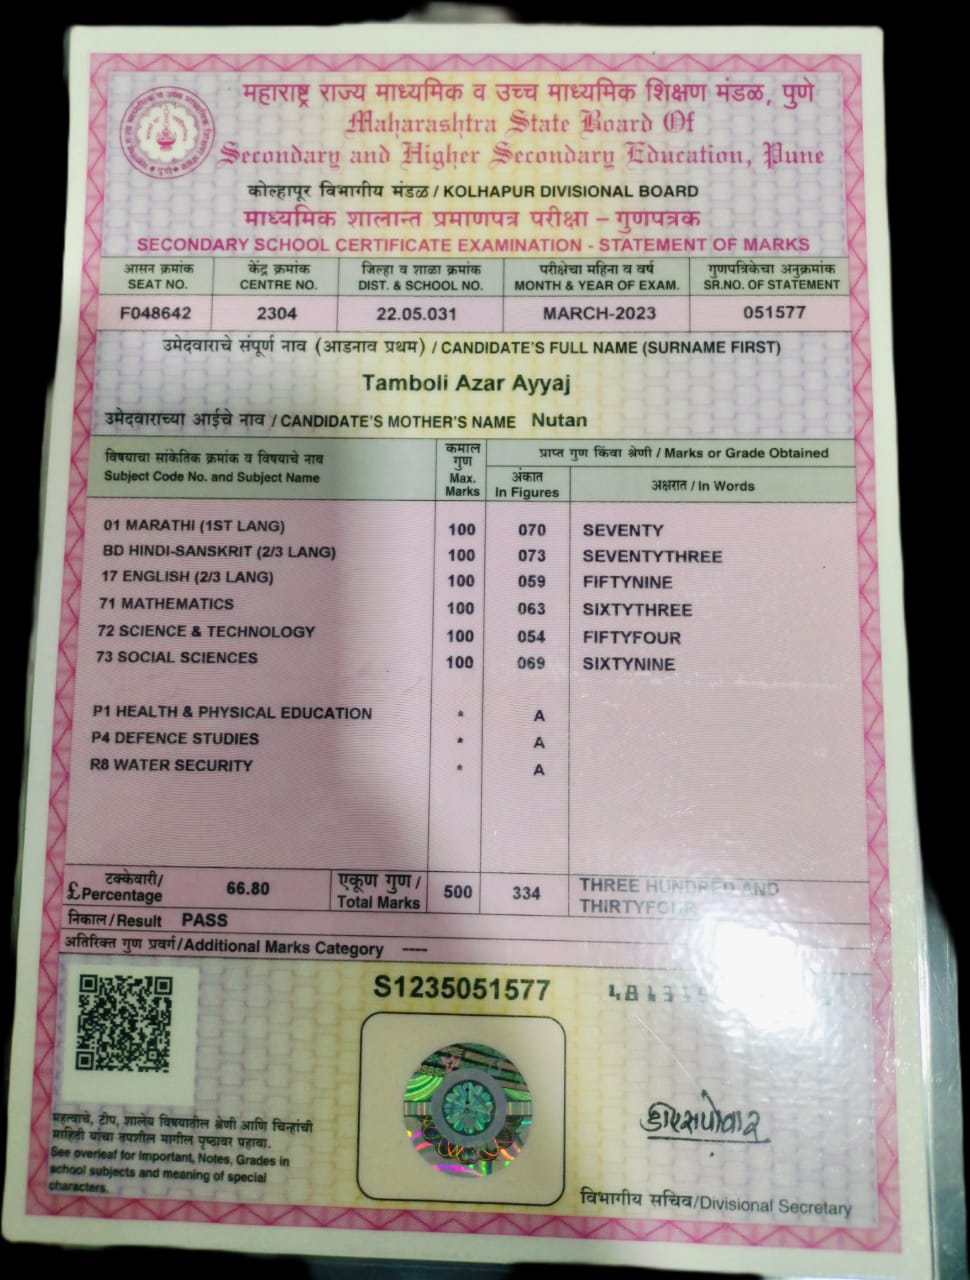 महाराष्ट्र राज्य माध्यमिक व उच्च माध्यमिक शिक्षण मंडळ, पुणे
Maharashtra State Board Of
Secondary and Higher Secondary Education, Pune
कोल्हापूर विभागीय मंडळ / KOLHAPUR DIVISIONAL BOARD
माध्यमिक शालान्त प्रमाणपत्र परीक्षा – गुणपत्रक
SECONDARY SCHOOL CERTIFICATE EXAMINATION - STATEMENT OF MARKS
आसन क्रमांक केंद्र क्रमांक जिल्हा व शाळा क्रमांक परीक्षेचा महिना व वर्ष गुणपत्रिकेचा अनुक्रमांक
SEAT NO. CENTRE NO. DIST. & SCHOOL NO. MONTH & YEAR OF EXAM. SR.NO. OF STATEMENT
F048642 2304 22.05.031 MARCH-2023 051577
उमेदवाराचे संपूर्ण नाव (आडनाव प्रथम) / CANDIDATE'S FULL NAME (SURNAME FIRST)
Tamboli Azar Ayyaj
उमेदवाराच्या आईचे नाव / CANDIDATE'S MOTHER'S NAME Nutan
विषयाचा सांकेतिक क्रमांक व विषयाचे नाव
Subject Code No. and Subject Name
कमाल
गुण
Max.
Marks
प्राप्त गुण किंवा श्रेणी / Marks or Grade Obtained
अंकात
In Figures
अक्षरात / In Words
01 MARATHI (1ST LANG) 100 070 SEVENTY
BD HINDI-SANSKRIT (2/3 LANG) 100 073 SEVENTYTHREE
17 ENGLISH (2/3 LANG) 100 059 FIFTYNINE
71 MATHEMATICS 100 063 SIXTYTHREE
72 SCIENCE & TECHNOLOGY 100 054 FIFTYFOUR
73 SOCIAL SCIENCES 100 069 SIXTYNINE
P1 HEALTH & PHYSICAL EDUCATION * A
P4 DEFENCE STUDIES * A
R8 WATER SECURITY * A
टक्केवारी/
£Percentage 66.80
एकूण गुण /
Total Marks 500 334
THREE HUNDRED AND
THIRTYFOUR
निकाल/Result PASS
अतिरिक्त गुण प्रवर्ग/Additional Marks Category ----
S1235051577
महत्वाचे, टीप, शालेय विषयातील श्रेणी आणि चिन्हांची
माहिती यांचा तपशील मागील पृष्ठावर पहावा.
See overleaf for Important, Notes, Grades in
school subjects and meaning of special
characters.
विभागीय सचिव/Divisional Secretary